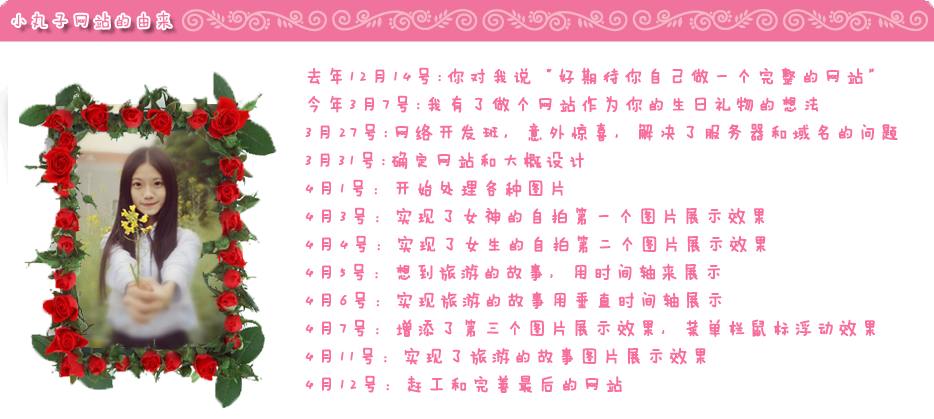 小丸子网站的由来
去年12月14号:你对我说“好期待你自己做一个完整的网站”
今年3月7号:我有了做个网站作为你的生日礼物的想法
3月27号:网络开发班，意外惊喜，解决了服务器和域名的问题
3月31号:确定网站和大概设计
4月1号: 开始处理各种图片
4月3号: 实现了女神的自拍第一个图片展示效果
4月4号: 实现了女生的自拍第二个图片展示效果
4月5号: 想到旅游的故事，用时间轴来展示
4月6号: 实现旅游的故事用垂直时间轴展示
4月7号: 增添了第三个图片展示效果，菜单栏鼠标浮动效果
4月11号: 实现了旅游的故事图片展示效果
4月12号: 赶工和完善最后的网站